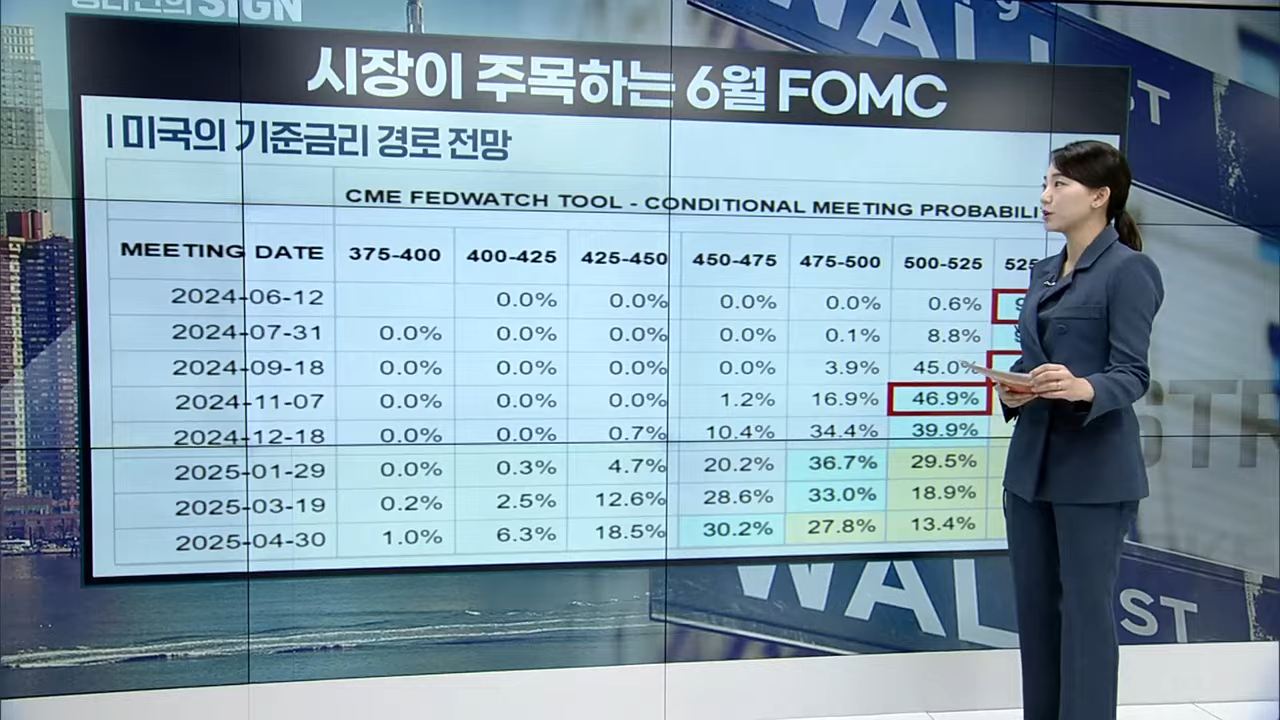 SIGN
시장이 주목하는 6월 FOMC
미국의 기준금리 경로 전망
CME FEDWATCH TOOL - CONDITIONAL MEETING
MEETING DATE 375-400 400-425 425-450 450-475 475-500 500-525
2024-06-12 0.0% 0.0% 0.0% 0.0% 0.6%
2024-07-31 0.0% 0.0% 0.0% 0.0% 0.1% 8.8%
2024-09-18 0.0% 0.0% 0.0% 0.0% 3.9% 45.0%
2024-11-07 0.0% 0.0% 0.0% 1.2% 16.9% 46.9%
2024-12-18 0.0% 0.0% 0.7% 10.4% 34.4% 39.9%
2025-01-29 0.0% 0.3% 4.7% 20.2% 36.7% 29.5%
2025-03-19 0.2% 2.5% 12.6% 28.6% 33.0% 18.9%
2025-04-30 1.0% 6.3% 18.5% 30.2% 27.8% 13.4%
WALL ST
WALL ST